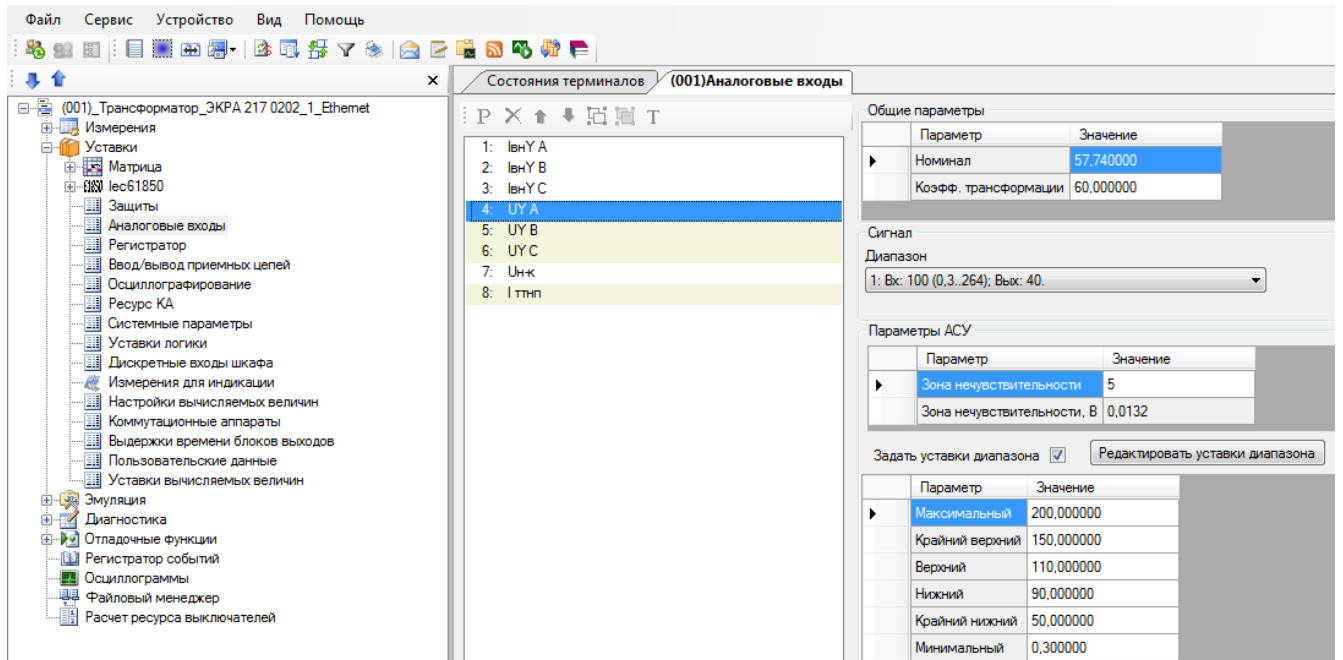 Файл Сервис Устройство Вид Помощь
(001)_Трансформатор_ЭКРА 217 0202_1_Ethernet
Измерения
Уставки
Матрица
Iec61850
Защиты
Аналоговые входы
Регистратор
Ввод/вывод приемных цепей
Осциллографирование
Ресурс КА
Системные параметры
Уставки логики
Дискретные входы шкафа
Измерения для индикации
Настройки вычисляемых величин
Коммутационные аппараты
Выдержки времени блоков выходов
Пользовательские данные
Уставки вычисляемых величин
Эмуляция
Диагностика
Отладочные функции
Регистратор событий
Осциллограммы
Файловый менеджер
Расчет ресурса выключателей
Состояния терминалов (001)Аналоговые входы
P T
1: IвнY A
2: IвнY B
3: IвнY C
4: UY A
5: UY B
6: UY C
7: Uн-к
8: I ттнп
Общие параметры
Параметр Значение
Номинал 57,740000
Коэфф. трансформации 60,000000
Сигнал
Диапазон
1: Вх: 100 (0,3..264); Вых: 40.
Параметры АСУ
Параметр Значение
Зона нечувствительности 5
Зона нечувствительности, В 0,0132
Задать уставки диапазона Редактировать уставки диапазона
Параметр Значение
Максимальный 200,000000
Крайний верхний 150,000000
Верхний 110,000000
Нижний 90,000000
Крайний нижний 50,000000
Минимальный 0,300000